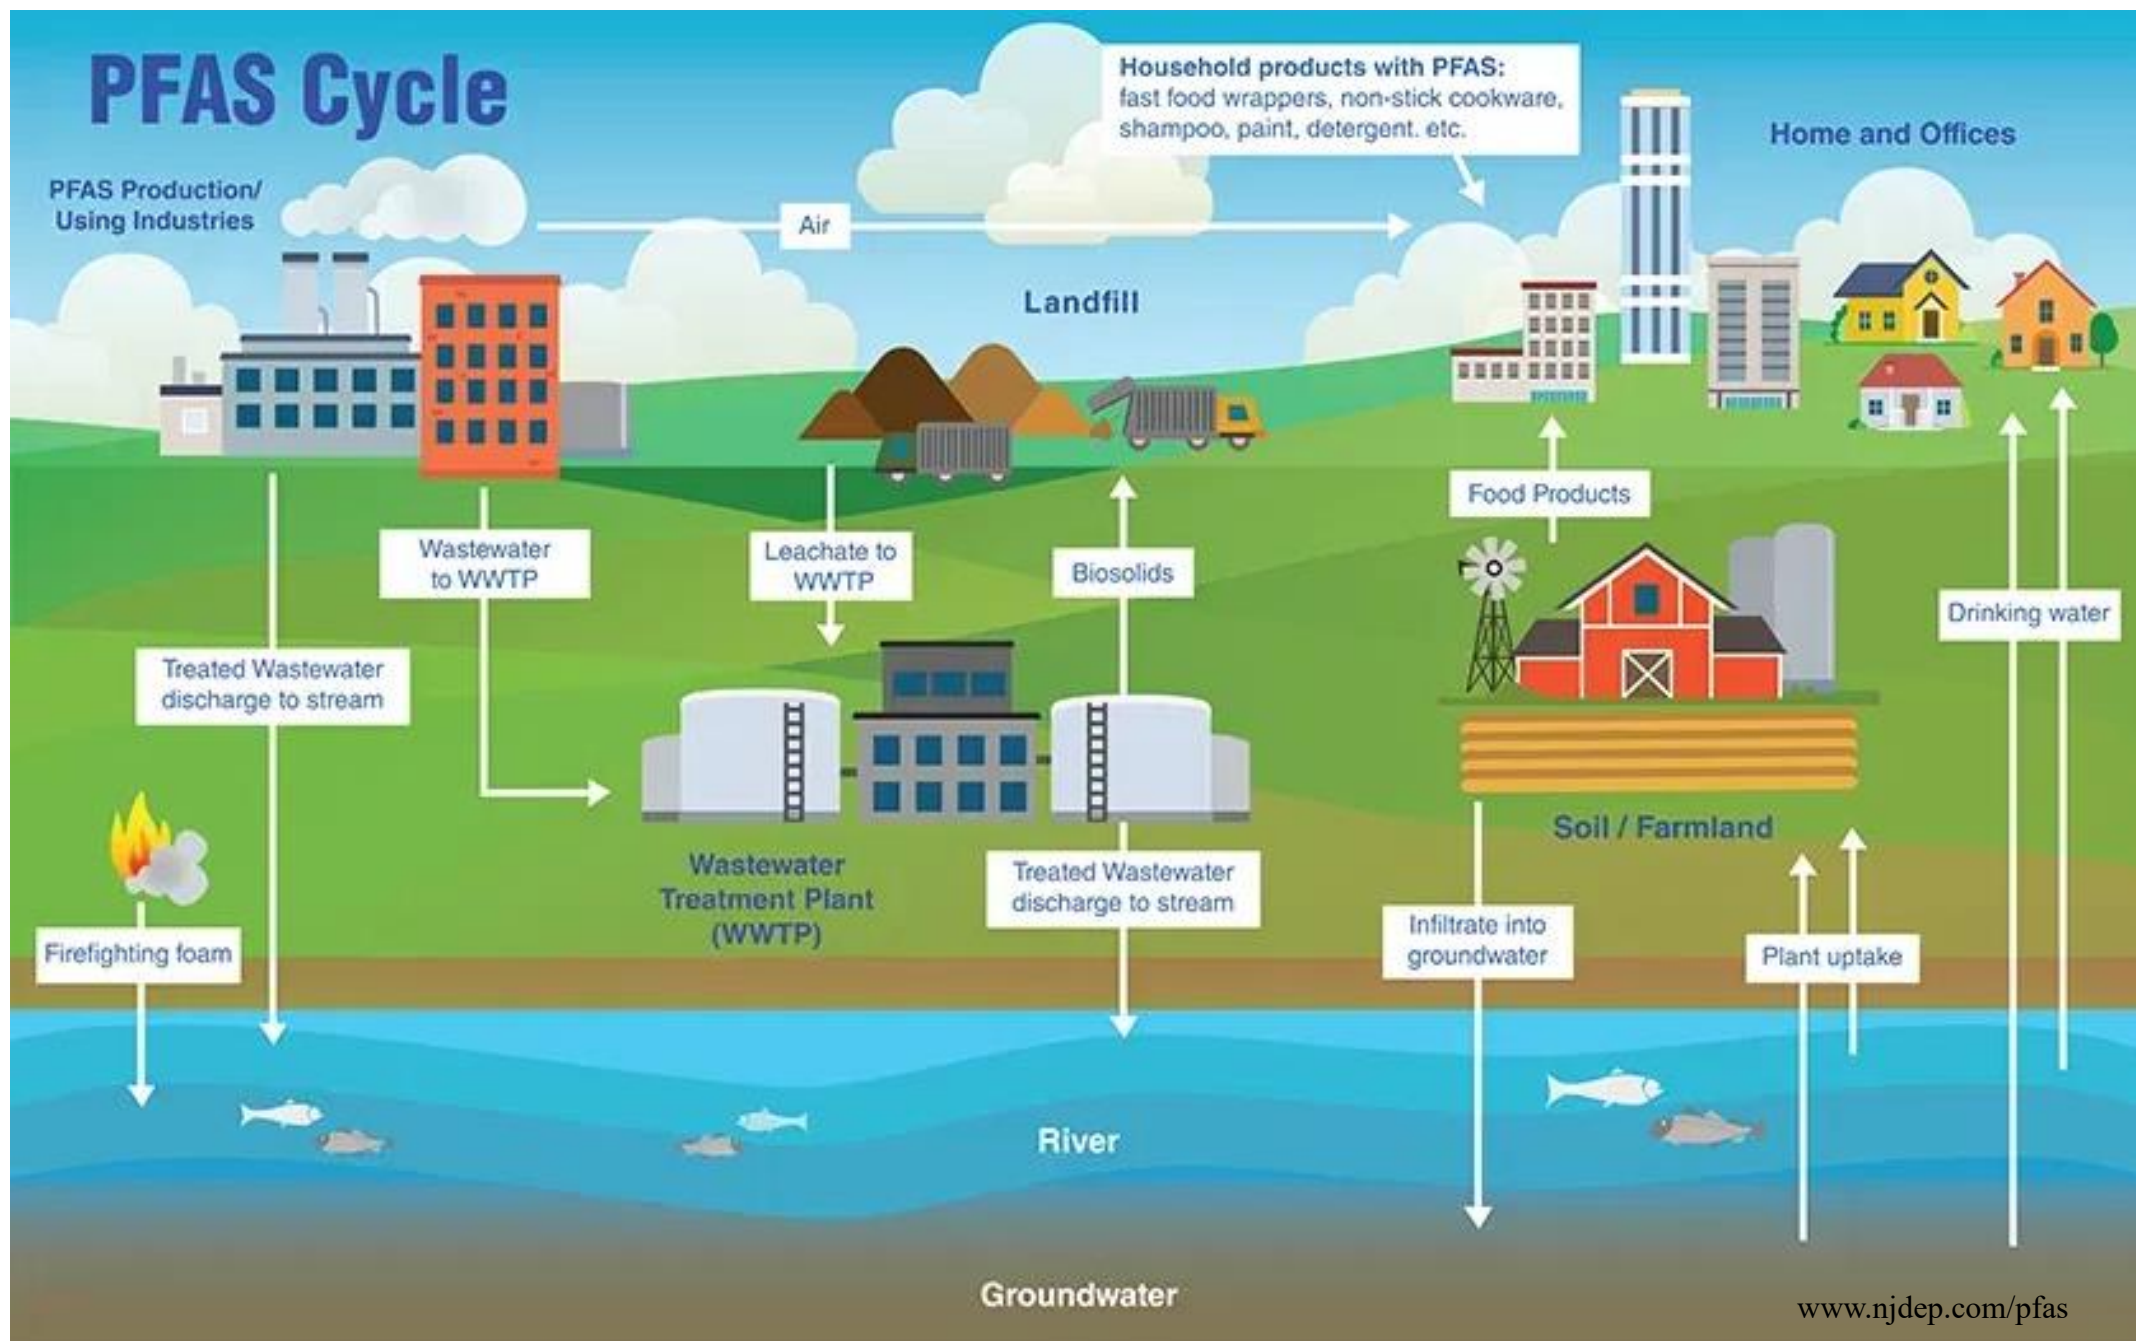 PFAS Cycle
Household products with PFAS:
fast food wrappers, non-stick cookware,
shampoo, paint, detergent. etc.
Home and Offices
PFAS Production/
Using Industries
Air
Landfill
Food Products
Wastewater
to WWTP
Leachate to
WWTP
Biosolids
Drinking water
Treated Wastewater
discharge to stream
Soil / Farmland
Wastewater
Treatment Plant
(WWTP)
Treated Wastewater
discharge to stream
Infiltrate into
groundwater
Plant uptake
Firefighting foam
River
Groundwater
www.njdep.com/pfas